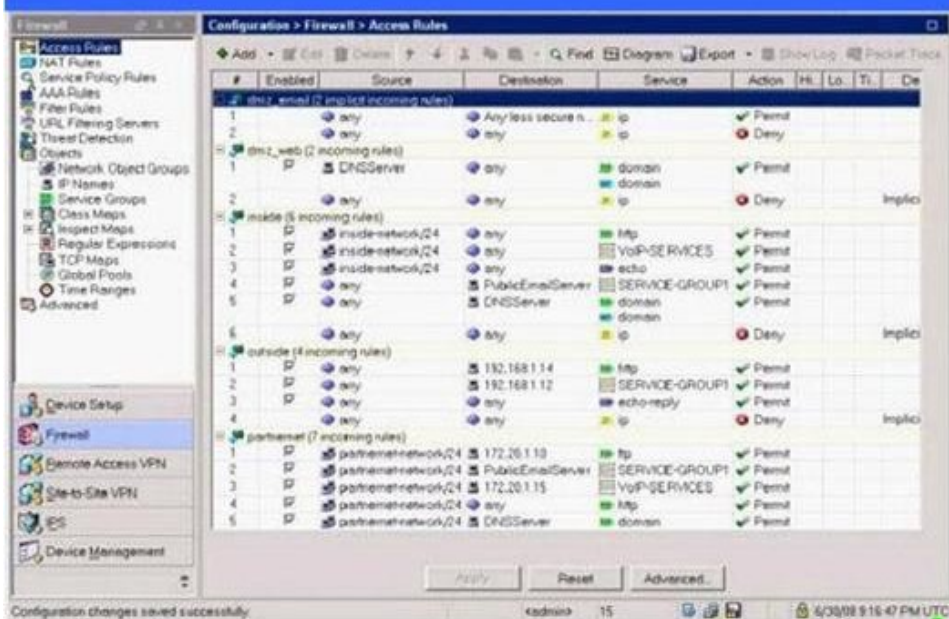 Firewall
Access Rules
NAT Rules
Service Policy Rules
AAA Rules
Filter Rules
URL Filtering Servers
Threat Detection
Objects
Network Object Groups
IP Names
Service Groups
Class Maps
Inspect Maps
Regular Expressions
TCP Maps
Global Pools
Time Ranges
Advanced
Device Setup
Firewall
Remote Access VPN
Site-to-Site VPN
IPS
Device Management
Configuration > Firewall > Access Rules
Add Edit Delete Find Diagram Export Show Log Packet Trace
# Enabled Source Destination Service Action Hi.. Lo.. Ti.. De
dmz_email (2 implicit incoming rules)
1 any Any less secure n... ip Permit
2 any any ip Deny
dmz_web (2 incoming rules)
1 DNSServer any domain Permit
domain
2 any any ip Deny Implici
inside (6 incoming rules)
1 inside-network/24 any http Permit
2 inside-network/24 any VoIP-SERVICES Permit
3 inside-network/24 any echo Permit
4 any PublicEmailServer SERVICE-GROUP1 Permit
5 any DNSServer domain Permit
domain
6 any any ip Deny Implici
outside (4 incoming rules)
1 any 192.168.1.14 http Permit
2 any 192.168.1.12 SERVICE-GROUP1 Permit
3 any any echo-reply Permit
4 any any ip Deny Implici
partnernet (7 incoming rules)
1 partnernet-network/24 172.20.1.10 ftp Permit
2 partnernet-network/24 PublicEmailServer SERVICE-GROUP1 Permit
3 partnernet-network/24 172.20.1.15 VoIP-SERVICES Permit
4 partnernet-network/24 any http Permit
5 partnernet-network/24 DNSServer domain Permit
Apply Reset Advanced...
Configuration changes saved successfully. <admin> 15 6/30/08 9:16:47 PM UTC